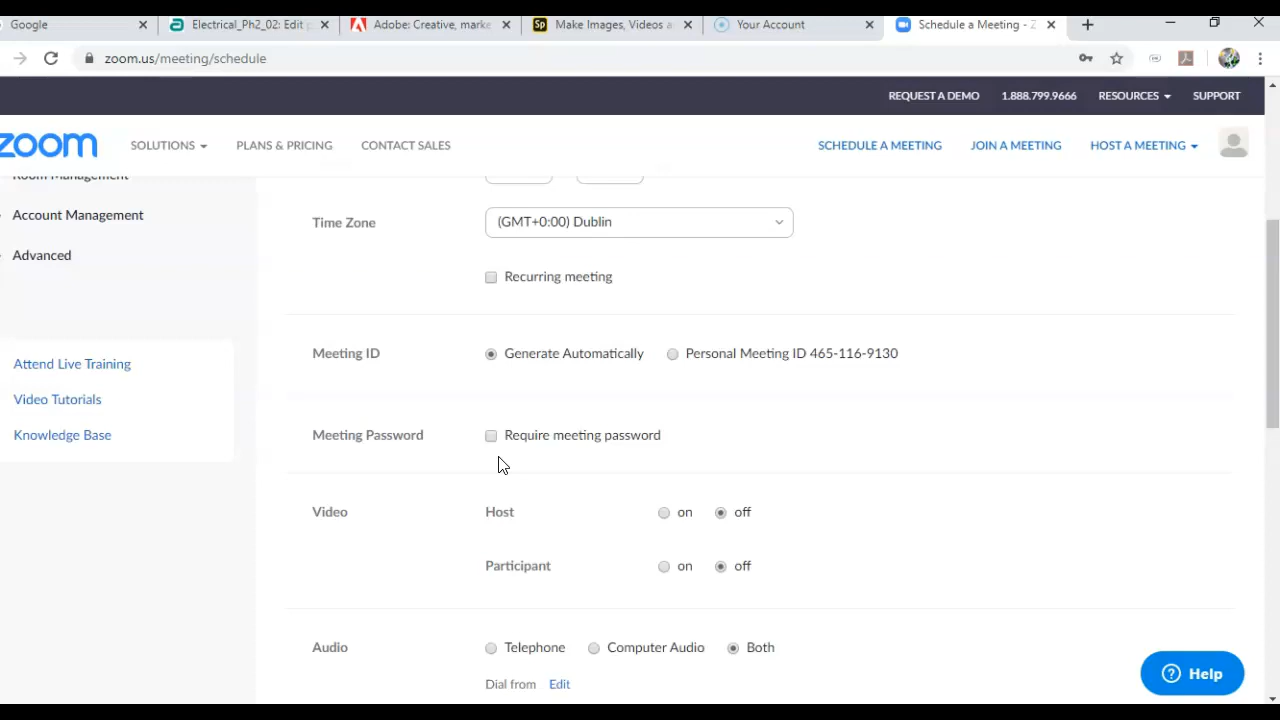 Google
Electrical_Ph2_02: Edit p
Adobe: Creative, marke
Sp Make Images, Videos a
Your Account
Schedule a Meeting - Z
zoom.us/meeting/schedule
REQUEST A DEMO 1.888.799.9666 RESOURCES SUPPORT
zoom SOLUTIONS PLANS & PRICING CONTACT SALES SCHEDULE A MEETING JOIN A MEETING HOST A MEETING
Room Management
Account Management
Advanced
Attend Live Training
Video Tutorials
Knowledge Base
Time Zone (GMT+0:00) Dublin
Recurring meeting
Meeting ID Generate Automatically Personal Meeting ID 465-116-9130
Meeting Password Require meeting password
Video Host on off
Participant on off
Audio Telephone Computer Audio Both
Dial from Edit
Help